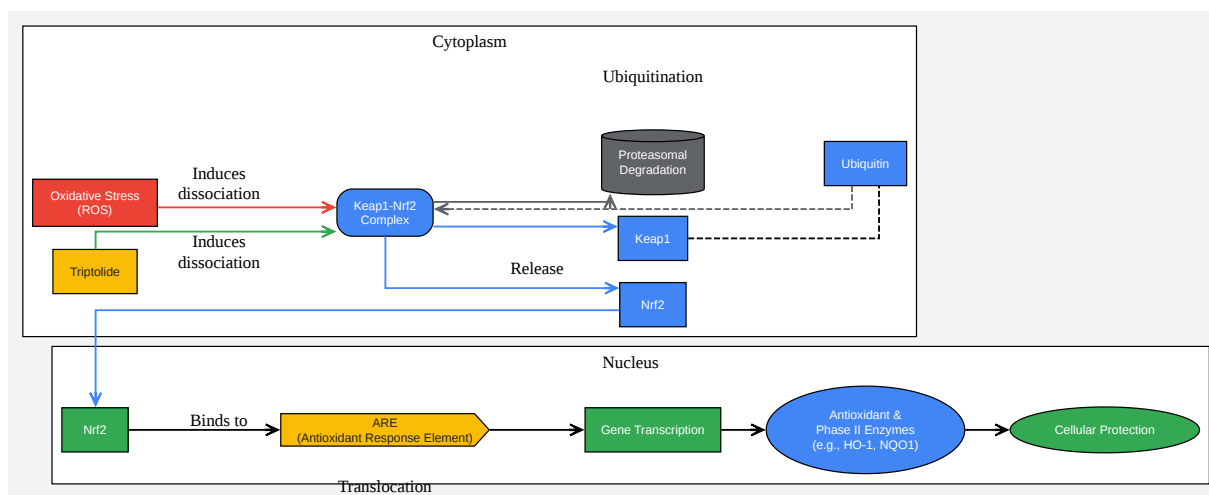 Cytoplasm
Ubiquitination
Proteasomal
Degradation
Ubiquitin
Induces
dissociation
Oxidative Stress
(ROS)
Keap1-Nrf2
Complex
Keap1
Induces
dissociation
Triptolide
Release
Nrf2
Nucleus
Nrf2
Binds to
ARE
(Antioxidant Response Element)
Gene Transcription
Antioxidant &
Phase II Enzymes
(e.g., HO-1, NQO1)
Cellular Protection
Translocation